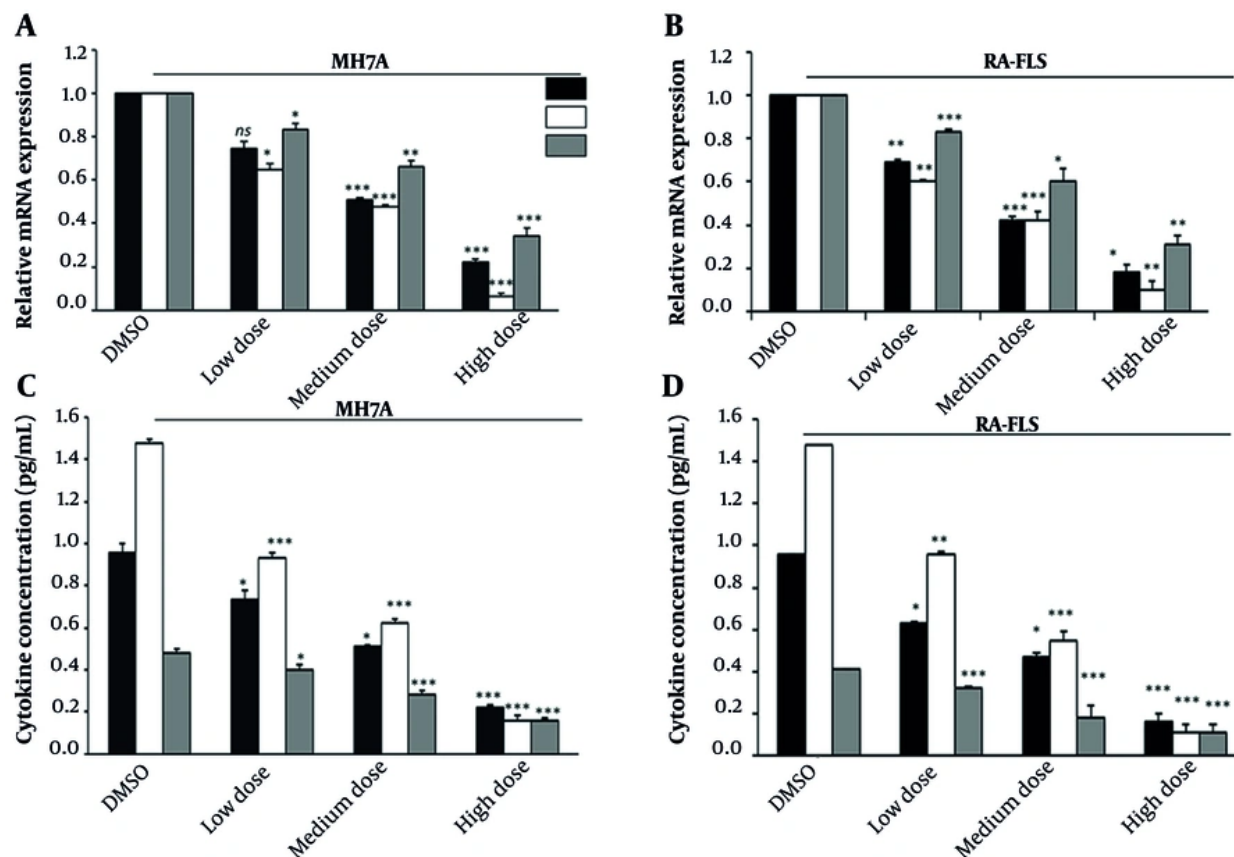 A
MH7A
Relative mRNA expression
1.2
1.0
0.8
0.6
0.4
0.2
0.0
ns
*
*
***
***
**
***
***
***
DMSO
Low dose
Medium dose
High dose
B
RA-FLS
Relative mRNA expression
1.2
1.0
0.8
0.6
0.4
0.2
0.0
**
**
***
***
***
*
*
**
**
DMSO
Low dose
Medium dose
High dose
C
MH7A
Cytokine concentration (pg/mL)
1.6
1.4
1.2
1.0
0.8
0.6
0.4
0.2
0.0
*
***
*
*
***
***
***
***
***
DMSO
Low dose
Medium dose
High dose
D
RA-FLS
Cytokine concentration (pg/mL)
1.6
1.4
1.2
1.0
0.8
0.6
0.4
0.2
0.0
*
**
***
*
***
***
***
***
***
DMSO
Low dose
Medium dose
High dose